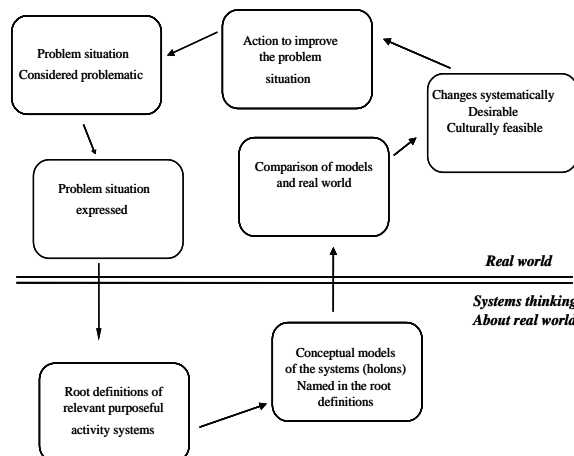 Problem situation
Considered problematic
Action to improve
the problem
situation
Changes systematically
Desirable
Culturally feasible
Comparison of models
and real world
Problem situation
expressed
Real world
Systems thinking
About real world
Conceptual models
of the systems (holons)
Named in the root
definitions
Root definitions of
relevant purposeful
activity systems